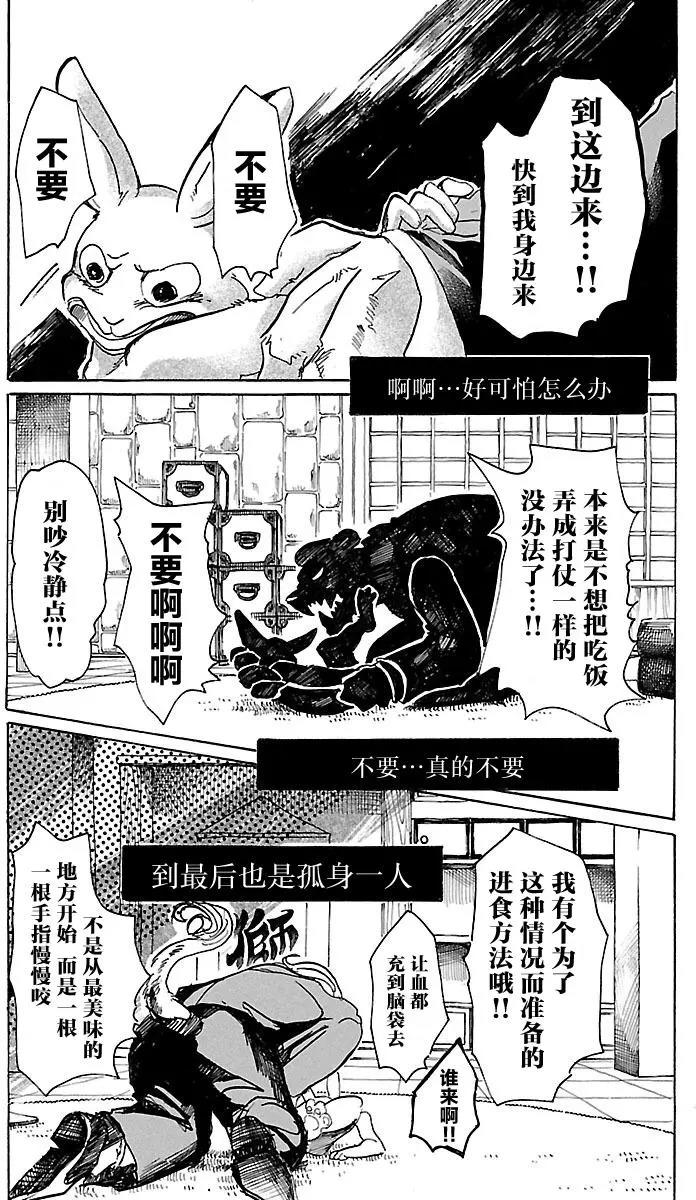 到这边来…!!
快到我身边来
不要
不要
啊啊…好可怕怎么办
本来是不想把吃饭
弄成打仗一样的
没办法了…!!
不要啊啊啊
别吵冷静点!!
不要…真的不要
我有个为了
这种情况而准备的
进食方法哦!!
到最后也是孤身一人
让血都
充到脑袋去
谁来啊!!
不是从最美味的
地方开始 而是一根
一根手指慢慢咬
獅